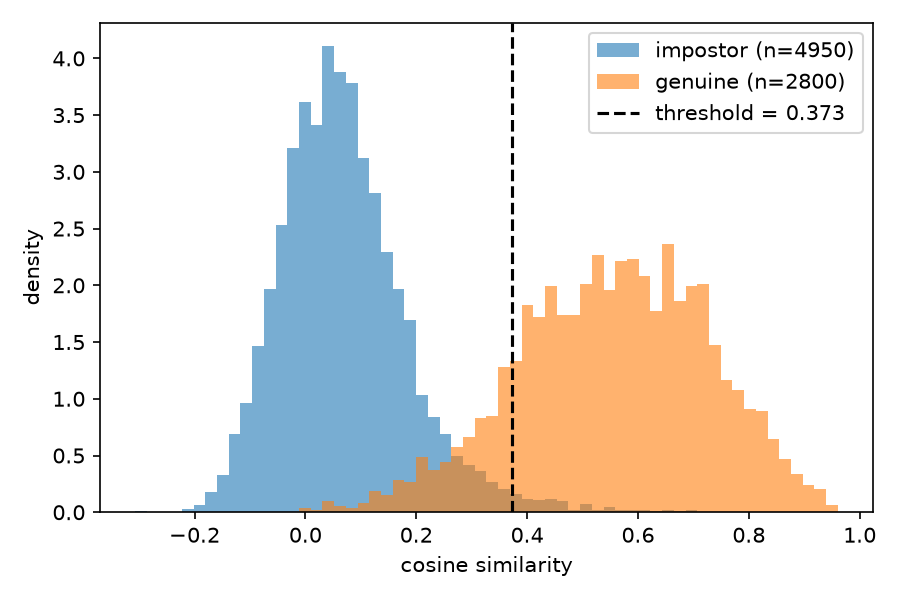 impostor (n=4950)
genuine (n=2800)
threshold = 0.373
density
4.0
3.5
3.0
2.5
2.0
1.5
1.0
0.5
0.0
−0.2 0.0 0.2 0.4 0.6 0.8 1.0
cosine similarity